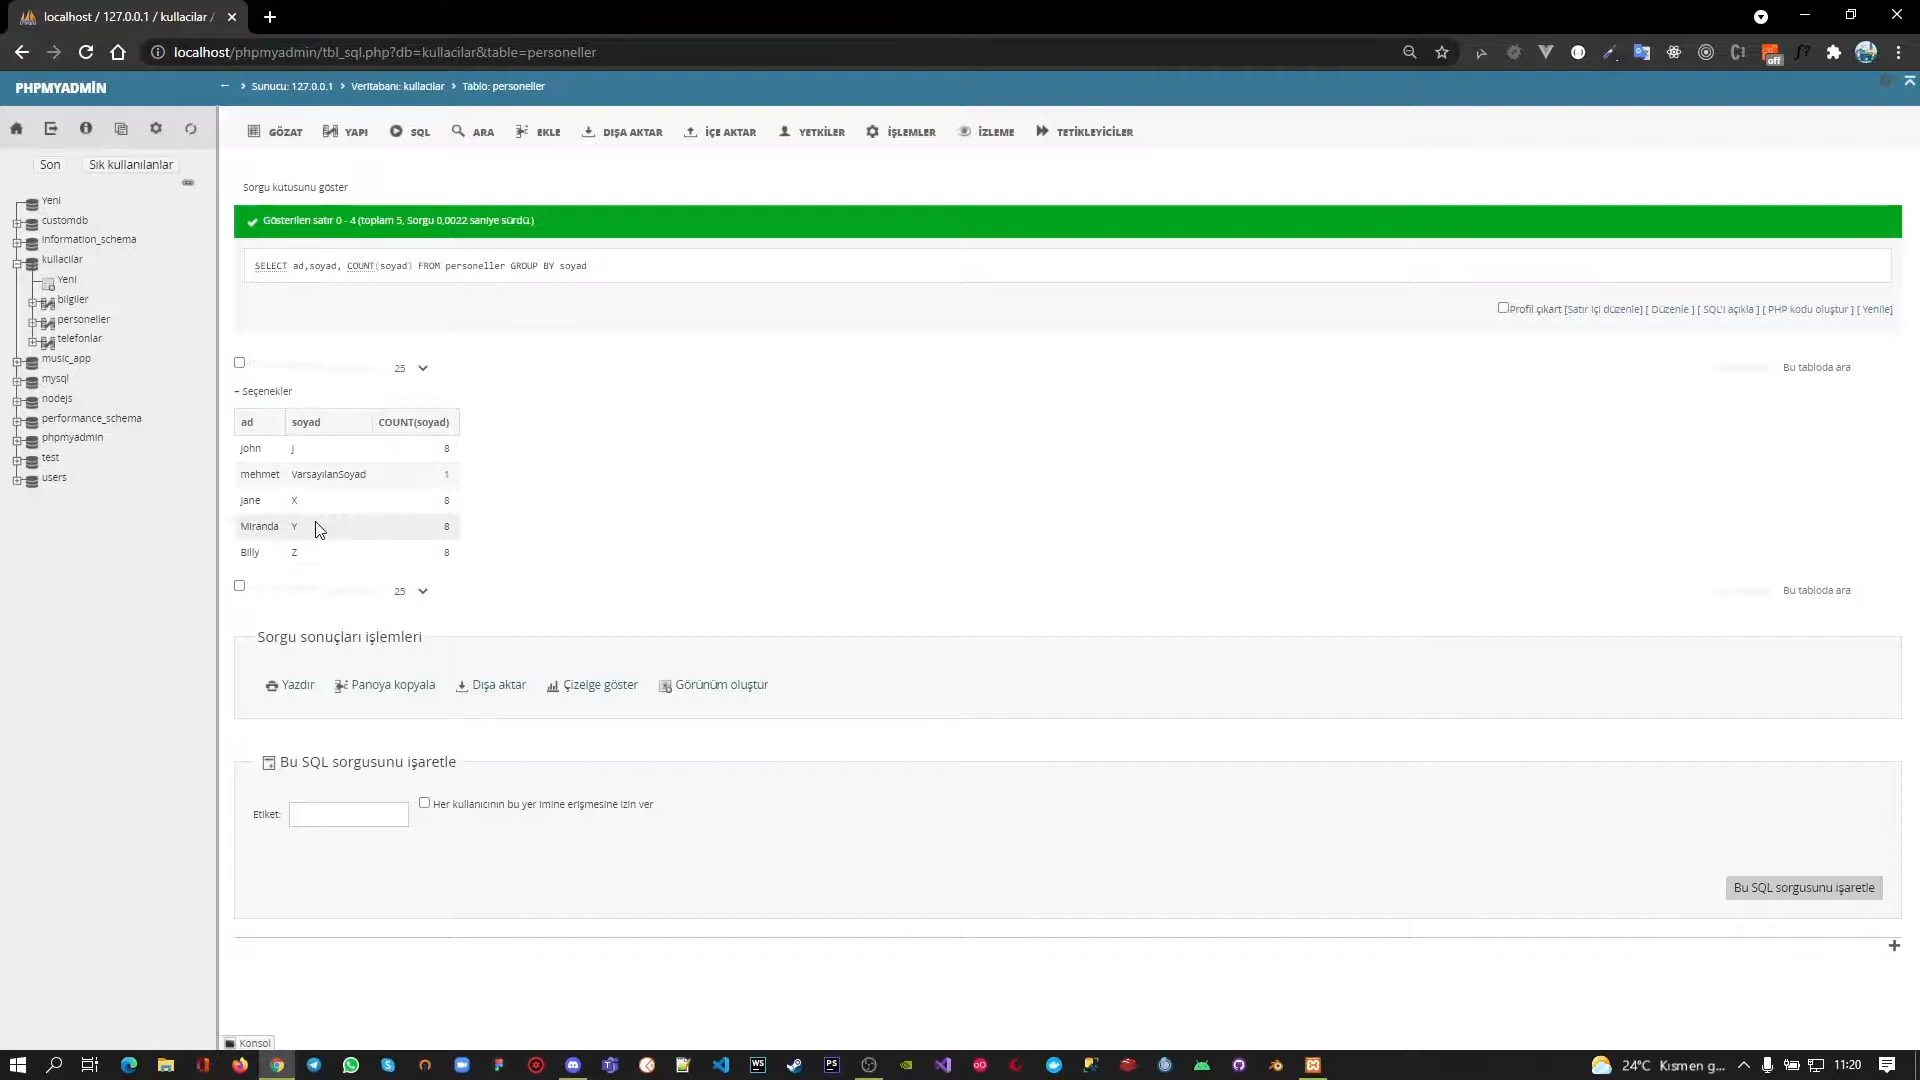 localhost / 127.0.0.1 / kullacilar /
localhost/phpmyadmin/tbl_sql.php?db=kullacilar&table=personeller
off
PHPMYADMİN
Sunucu: 127.0.0.1 › Veritabanı: kullacilar › Tablo: personeller
GÖZAT YAPI SQL ARA EKLE DIŞA AKTAR İÇE AKTAR YETKİLER İŞLEMLER İZLEME TETİKLEYİCİLER
Son Sık kullanılanlar
Yeni
customdb
information_schema
kullacilar
Yeni
bilgiler
personeller
telefonlar
music_app
mysql
nodejs
performance_schema
phpmyadmin
test
users
Sorgu kutusunu göster
Gösterilen satır 0 - 4 (toplam 5, Sorgu 0,0022 saniye sürdü.)
SELECT ad,soyad, COUNT(soyad) FROM personeller GROUP BY soyad
Profil çıkart [Satır içi düzenle] [ Düzenle ] [ SQL'i açıkla ] [ PHP kodu oluştur ] [ Yenile]
25 Bu tabloda ara
+ Seçenekler
ad soyad COUNT(soyad)
John J 8
mehmet VarsayılanSoyad 1
Jane X 8
Miranda Y 8
Billy Z 8
25 Bu tabloda ara
Sorgu sonuçları işlemleri
Yazdır Panoya kopyala Dışa aktar Çizelge göster Görünüm oluştur
Bu SQL sorgusunu işaretle
Etiket: Her kullanıcının bu yer imine erişmesine izin ver
Bu SQL sorgusunu işaretle
Konsol
24°C Kısmen g... 11:20